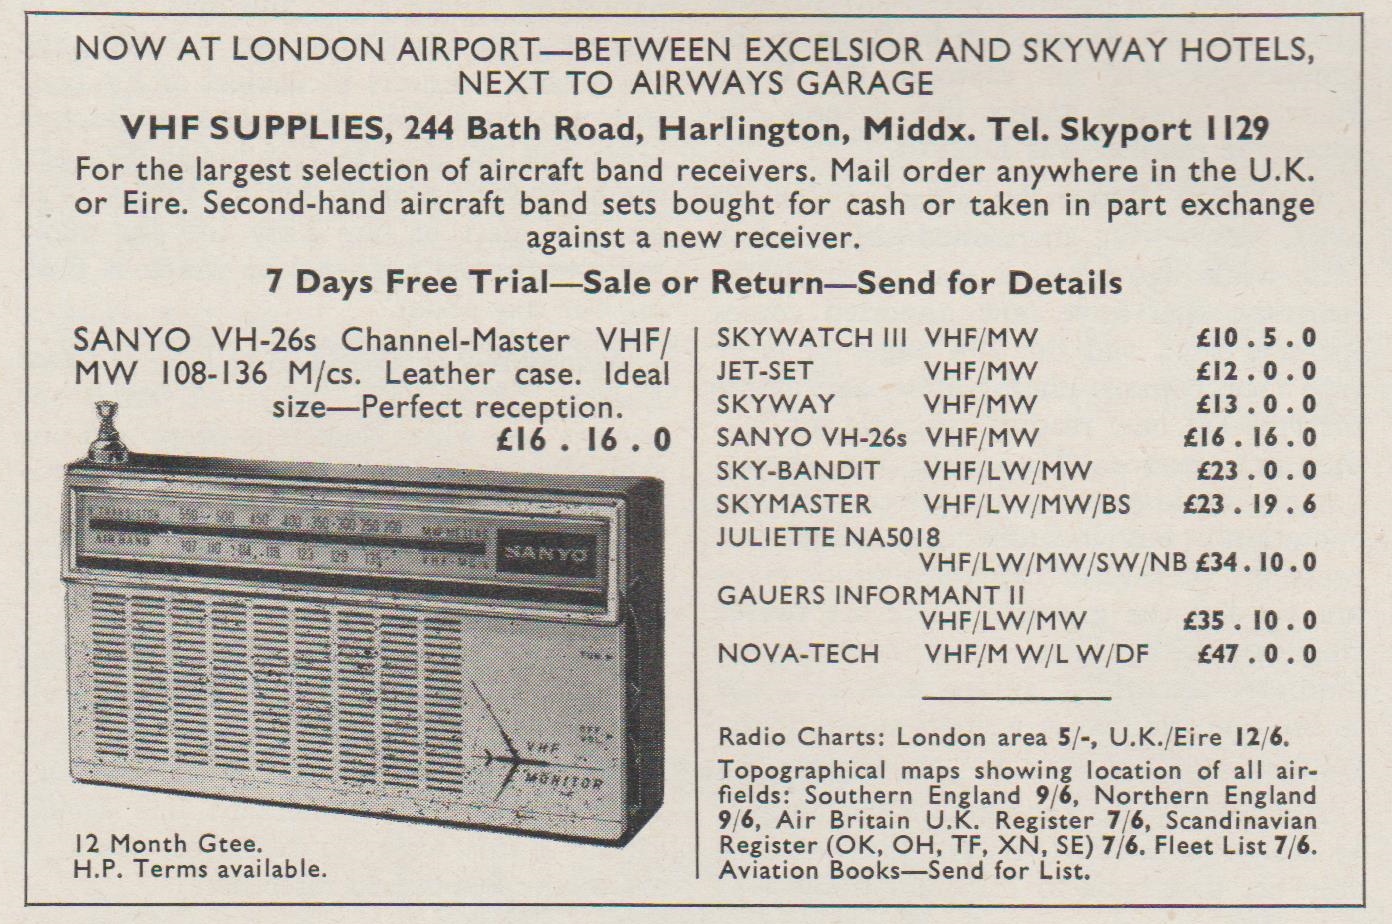 NOW AT LONDON AIRPORT—BETWEEN EXCELSIOR AND SKYWAY HOTELS,
NEXT TO AIRWAYS GARAGE
VHF SUPPLIES, 244 Bath Road, Harlington, Middx. Tel. Skyport 1129
For the largest selection of aircraft band receivers. Mail order anywhere in the U.K.
or Eire. Second-hand aircraft band sets bought for cash or taken in part exchange
against a new receiver.
7 Days Free Trial—Sale or Return—Send for Details
SANYO VH-26s Channel-Master VHF/
MW 108-136 M/cs. Leather case. Ideal
size—Perfect reception.
£16 . 16 . 0
AIR BAND
SANYO
VHF
MONITOR
12 Month Gtee.
H.P. Terms available.
SKYWATCH III VHF/MW £10 . 5 . 0
JET-SET VHF/MW £12 . 0 . 0
SKYWAY VHF/MW £13 . 0 . 0
SANYO VH-26s VHF/MW £16 . 16 . 0
SKY-BANDIT VHF/LW/MW £23 . 0 . 0
SKYMASTER VHF/LW/MW/BS £23 . 19 . 6
JULIETTE NA5018
VHF/LW/MW/SW/NB £34 . 10 . 0
GAUERS INFORMANT II
VHF/LW/MW £35 . 10 . 0
NOVA-TECH VHF/M W/L W/DF £47 . 0 . 0
Radio Charts: London area 5/-, U.K./Eire 12/6.
Topographical maps showing location of all air-
fields: Southern England 9/6, Northern England
9/6, Air Britain U.K. Register 7/6, Scandinavian
Register (OK, OH, TF, XN, SE) 7/6. Fleet List 7/6.
Aviation Books—Send for List.